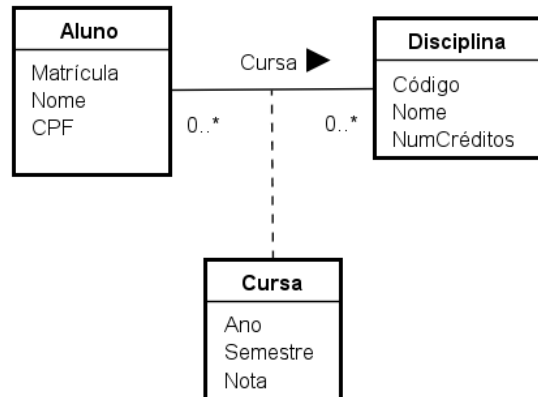 Aluno
Matrícula
Nome
CPF
Cursa
0..*
0..*
Disciplina
Código
Nome
NumCréditos
Cursa
Ano
Semestre
Nota